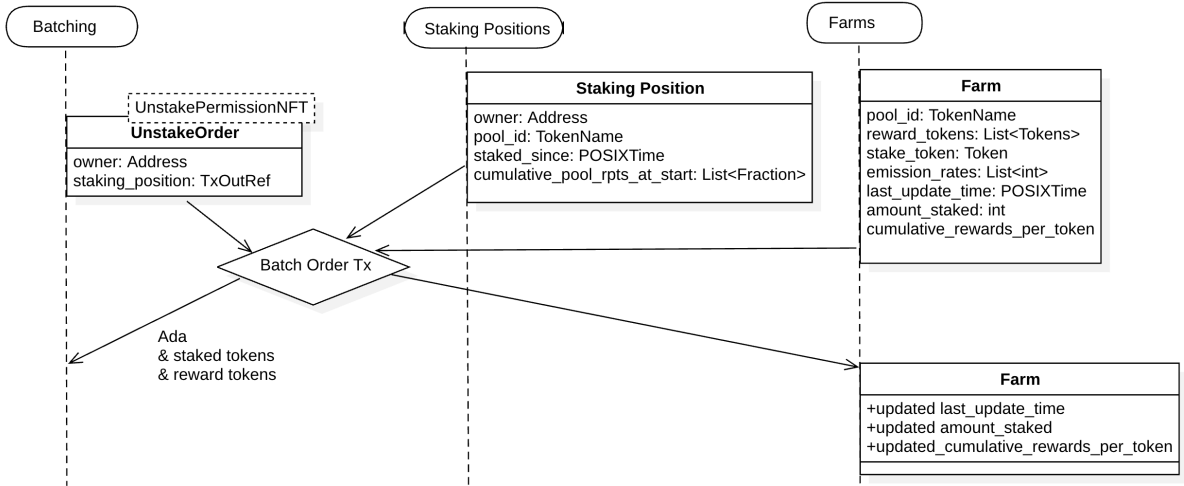 Batching
Staking Positions
Farms
UnstakePermissionNFT
UnstakeOrder
owner: Address
staking_position: TxOutRef
Staking Position
owner: Address
pool_id: TokenName
staked_since: POSIXTime
cumulative_pool_rpts_at_start: List<Fraction>
Farm
pool_id: TokenName
reward_tokens: List<Tokens>
stake_token: Token
emission_rates: List<int>
last_update_time: POSIXTime
amount_staked: int
cumulative_rewards_per_token
Batch Order Tx
Ada
& staked tokens
& reward tokens
Farm
+updated last_update_time
+updated amount_staked
+updated_cumulative_rewards_per_token